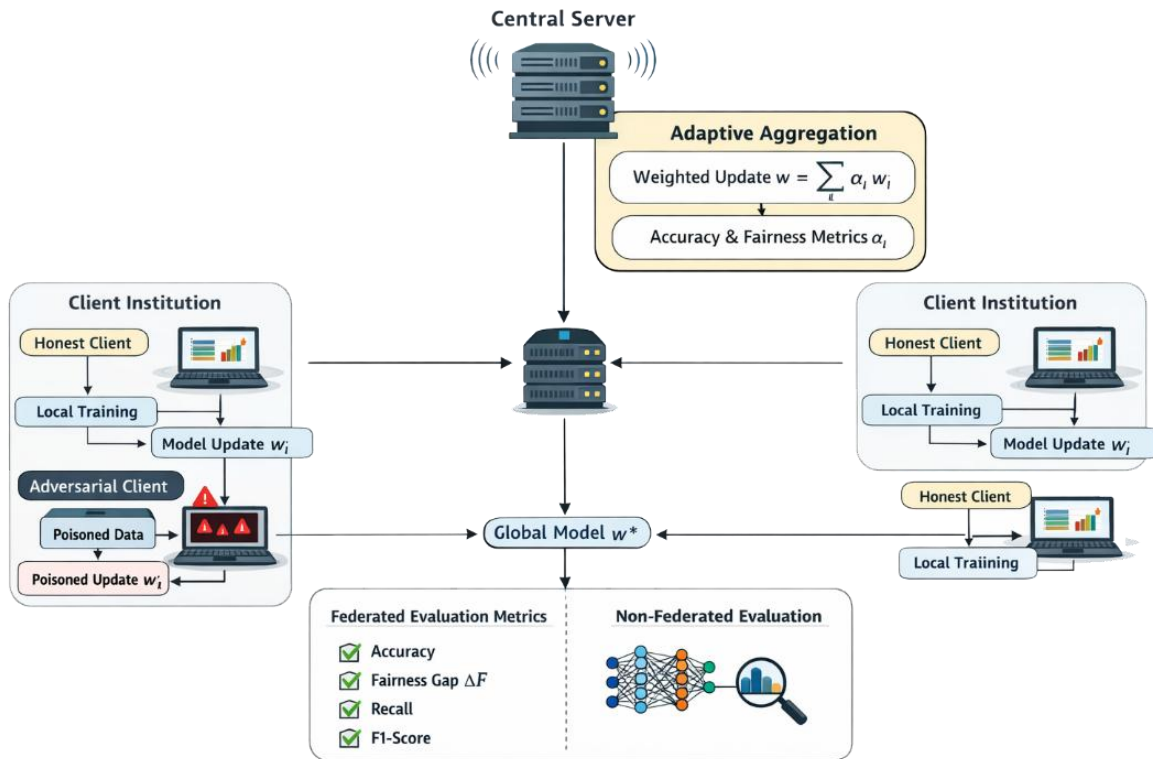 Central Server
Adaptive Aggregation
Weighted Update w = ∑ᵢ αᵢ wᵢ
Accuracy & Fairness Metrics αᵢ
Client Institution
Honest Client
Local Training
Model Update wᵢ
Adversarial Client
Poisoned Data
Poisoned Update wᵢ
Client Institution
Honest Client
Local Training
Model Update wᵢ
Honest Client
Local Traiining
Global Model w*
Federated Evaluation Metrics
Accuracy
Fairness Gap ΔF
Recall
F1-Score
Non-Federated Evaluation